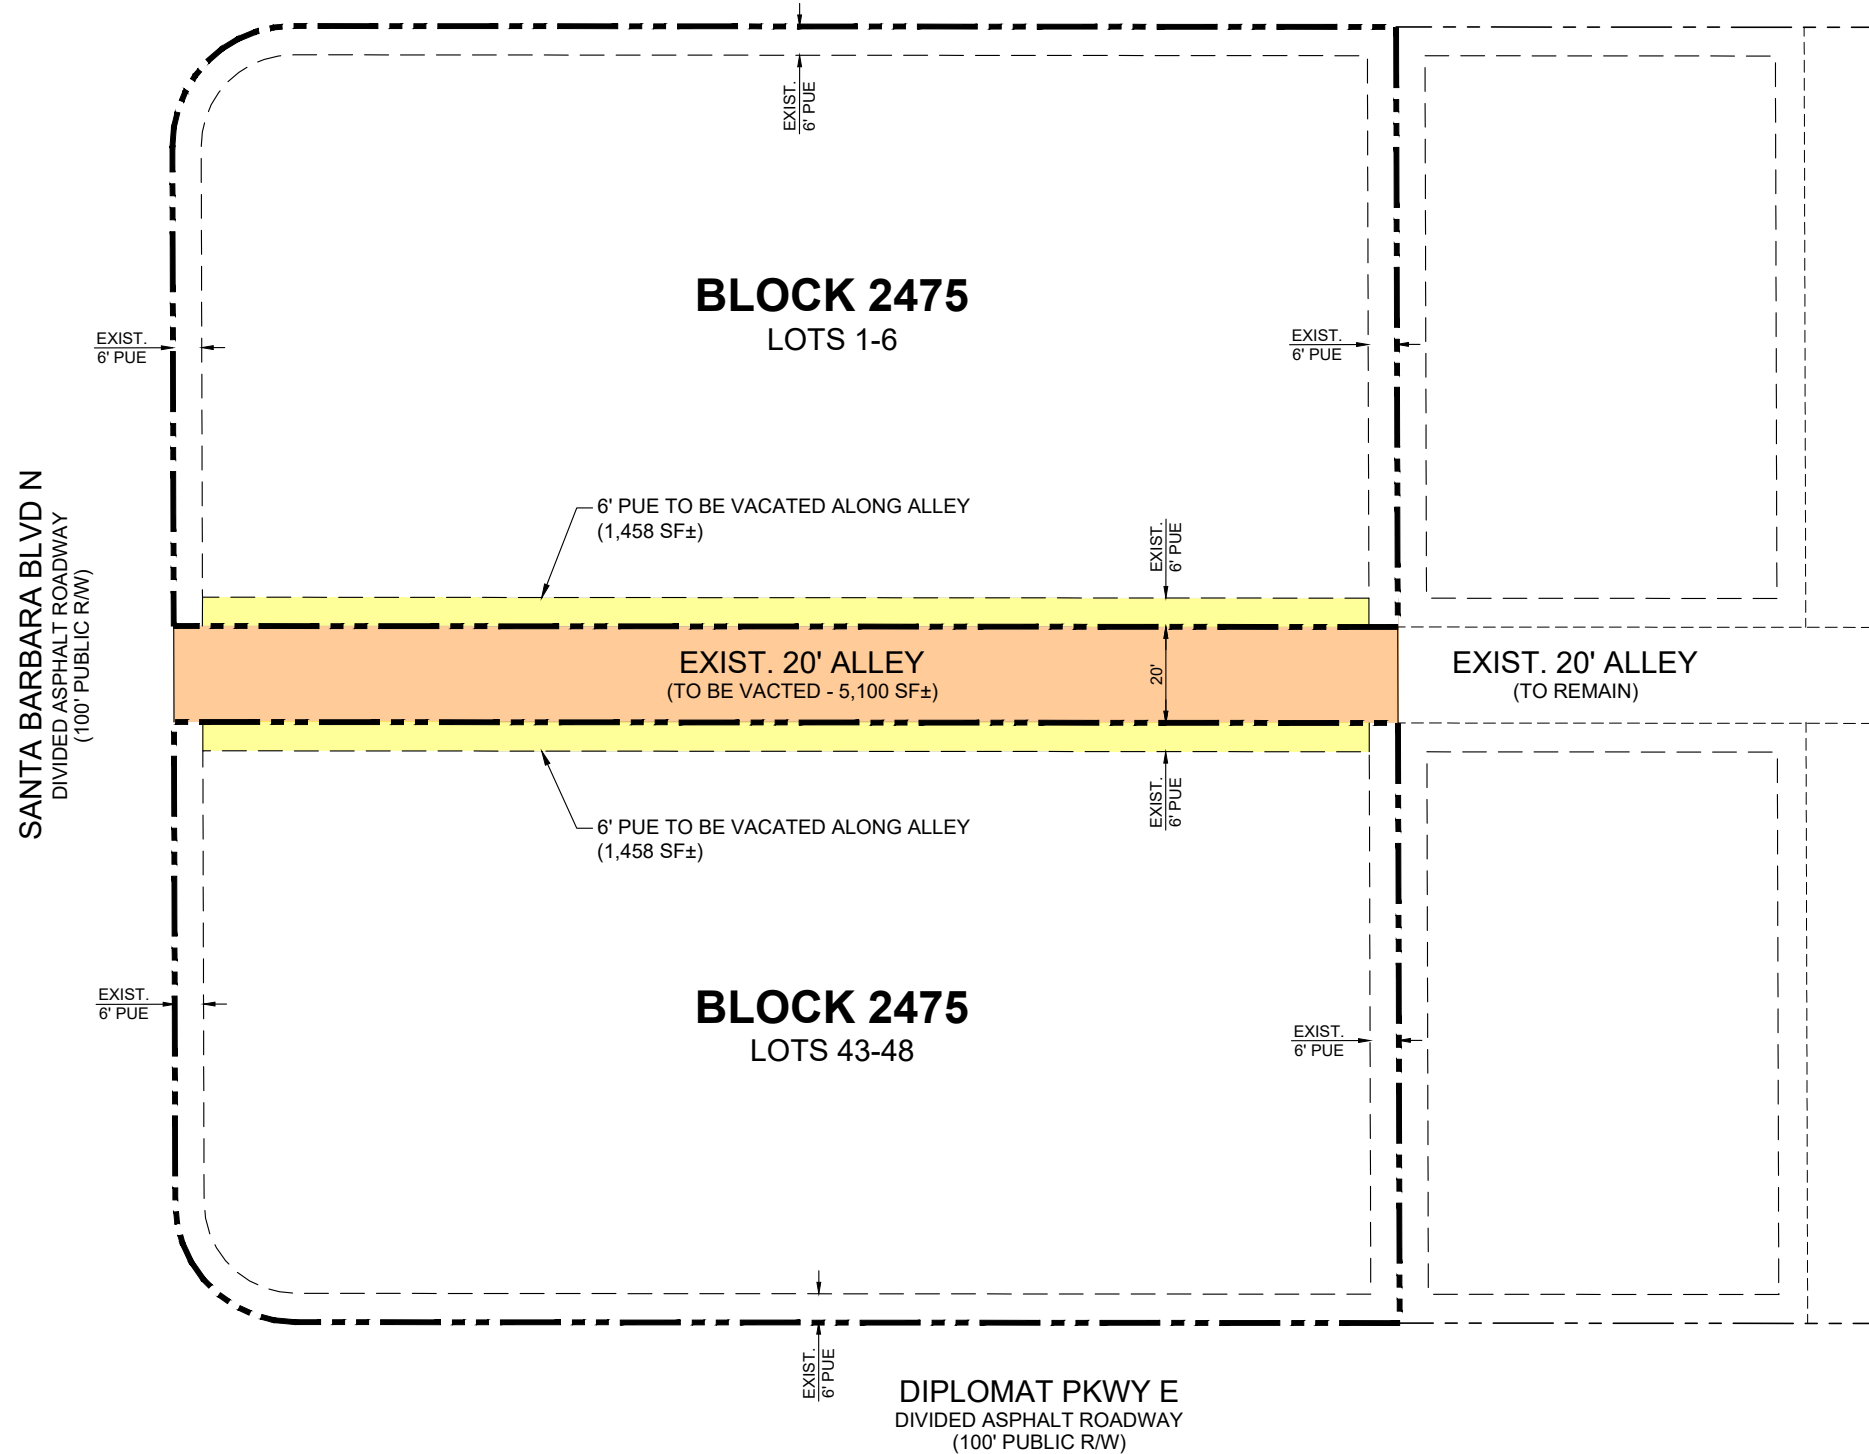 EXIST.
6' PUE
BLOCK 2475
LOTS 1-6
EXIST.
6' PUE
EXIST.
6' PUE
SANTA BARBARA BLVD N
DIVIDED ASPHALT ROADWAY
(100' PUBLIC R/W)
6' PUE TO BE VACATED ALONG ALLEY
(1,458 SF±)
EXIST.
6' PUE
EXIST. 20' ALLEY
(TO BE VACTED - 5,100 SF±)
20'
EXIST. 20' ALLEY
(TO REMAIN)
EXIST.
6' PUE
6' PUE TO BE VACATED ALONG ALLEY
(1,458 SF±)
BLOCK 2475
LOTS 43-48
EXIST.
6' PUE
EXIST.
6' PUE
EXIST.
6' PUE
DIPLOMAT PKWY E
DIVIDED ASPHALT ROADWAY
(100' PUBLIC R/W)